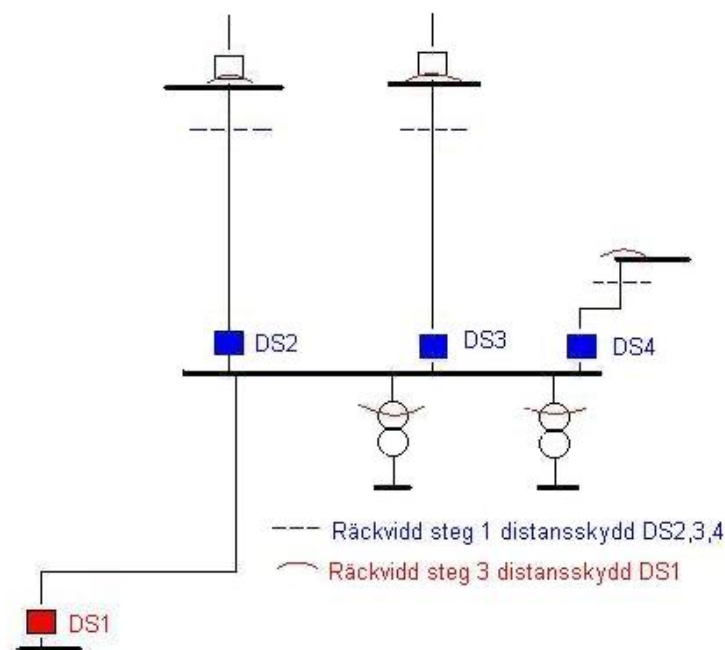 DS2
DS3
DS4
Räckvidd steg 1 distansskydd DS2,3,4
Räckvidd steg 3 distansskydd DS1
DS1